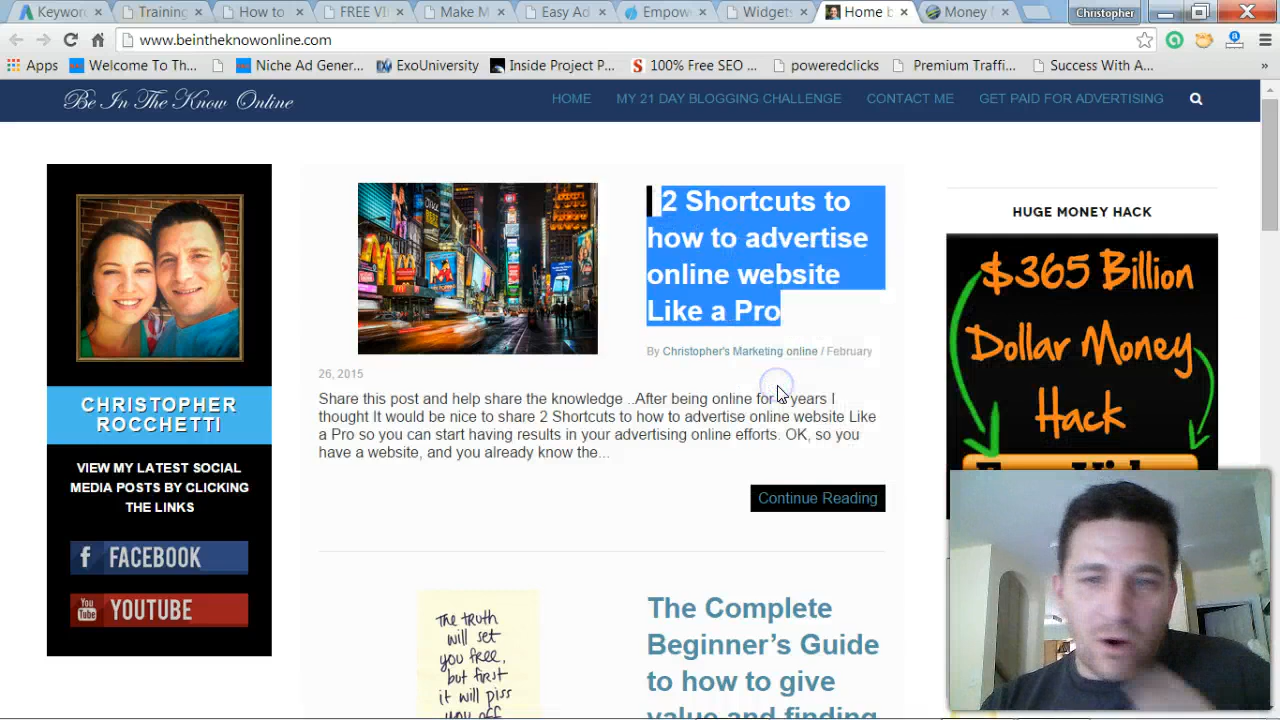 Keyword
Training
How to
FREE VI
Make M
Easy Ad
Empow
Widget
Home b
Money
Christopher
www.beintheknowonline.com
Apps
Welcome To Th...
Niche Ad Gener...
ExoUniversity
Inside Project P...
100% Free SEO ...
poweredclicks
Premium Traffi...
Success With A...
»
Be In The Know Online
HOME
MY 21 DAY BLOGGING CHALLENGE
CONTACT ME
GET PAID FOR ADVERTISING
CHRISTOPHER
ROCCHETTI
VIEW MY LATEST SOCIAL
MEDIA POSTS BY CLICKING
THE LINKS
f FACEBOOK
You Tube YOUTUBE
2 Shortcuts to
how to advertise
online website
Like a Pro
By Christopher's Marketing online / February
26, 2015
Share this post and help share the knowledge ..After being online for years I
thought It would be nice to share 2 Shortcuts to how to advertise online website Like
a Pro so you can start having results in your advertising online efforts. OK, so you
have a website, and you already know the...
Continue Reading
The truth
will set
you free,
but first
it will piss
you off
The Complete
Beginner's Guide
to how to give
value and finding
HUGE MONEY HACK
$365 Billion
Dollar Money
Hack